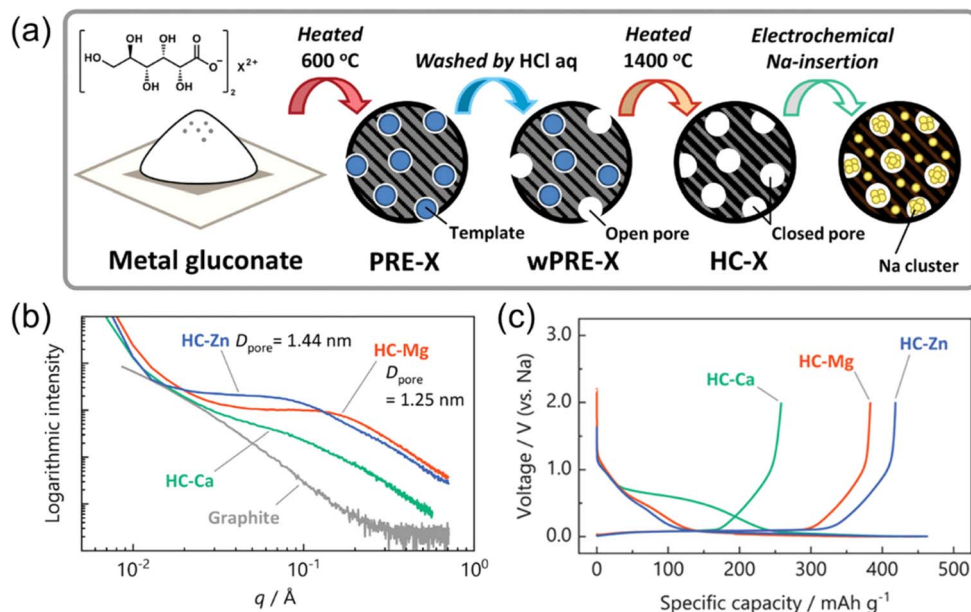 (a)
HO
OH
OH
OH
OH
O
O⁻
2
X²⁺
Heated
600 °C
Washed by HCl aq
Heated
1400 °C
Electrochemical
Na-insertion
Template
Open pore
Closed pore
Na cluster
Metal gluconate
PRE-X
wPRE-X
HC-X
(b)
Logarithmic intensity
HC-Zn Dpore = 1.44 nm
HC-Mg
Dpore
= 1.25 nm
HC-Ca
Graphite
10⁻²
10⁻¹
10⁰
q / Å
(c)
Voltage / V (vs. Na)
3.0
2.0
1.0
0.0
HC-Ca
HC-Mg
HC-Zn
0
100
200
300
400
500
Specific capacity / mAh g⁻¹